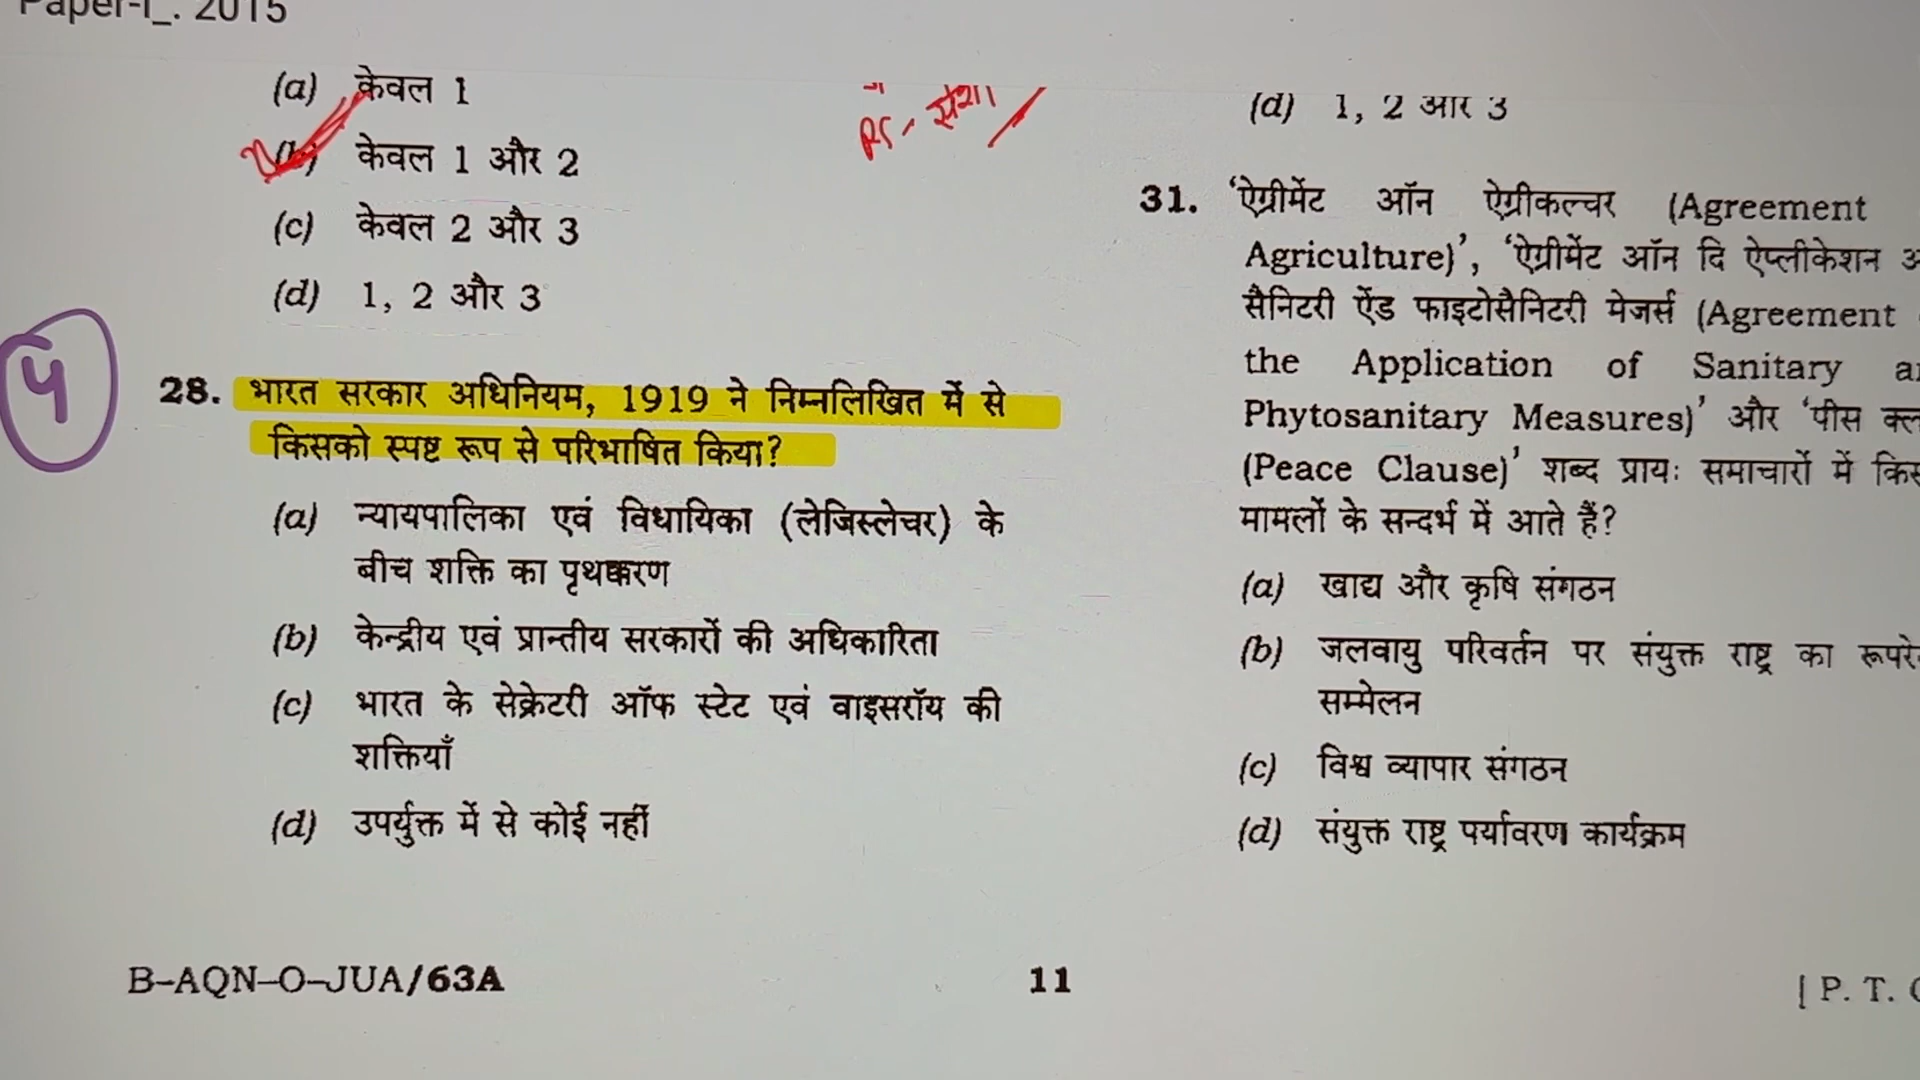 Paper-I_. 2015
(a) केवल 1
(b) केवल 1 और 2
(c) केवल 2 और 3
(d) 1, 2 और 3
4
28. भारत सरकार अधिनियम, 1919 ने निम्नलिखित में से
किसको स्पष्ट रूप से परिभाषित किया?
(a) न्यायपालिका एवं विधायिका (लेजिस्लेचर) के
बीच शक्ति का पृथक्करण
(b) केन्द्रीय एवं प्रान्तीय सरकारों की अधिकारिता
(c) भारत के सेक्रेटरी ऑफ स्टेट एवं वाइसरॉय की
शक्तियाँ
(d) उपर्युक्त में से कोई नहीं
(d) 1, 2 और 3
31. ‘ऐग्रीमेंट ऑन ऐग्रीकल्चर (Agreement
Agriculture)’, ‘ऐग्रीमेंट ऑन दि ऐप्लीकेशन
सैनिटरी ऐंड फाइटोसैनिटरी मेजर्स (Agreement
the Application of Sanitary
Phytosanitary Measures)’ और ‘पीस
(Peace Clause)’ शब्द प्रायः समाचारों में
मामलों के सन्दर्भ में आते हैं?
(a) खाद्य और कृषि संगठन
(b) जलवायु परिवर्तन पर संयुक्त राष्ट्र का
सम्मेलन
(c) विश्व व्यापार संगठन
(d) संयुक्त राष्ट्र पर्यावरण कार्यक्रम
B–AQN–O–JUA/63A
11
[ P. T.